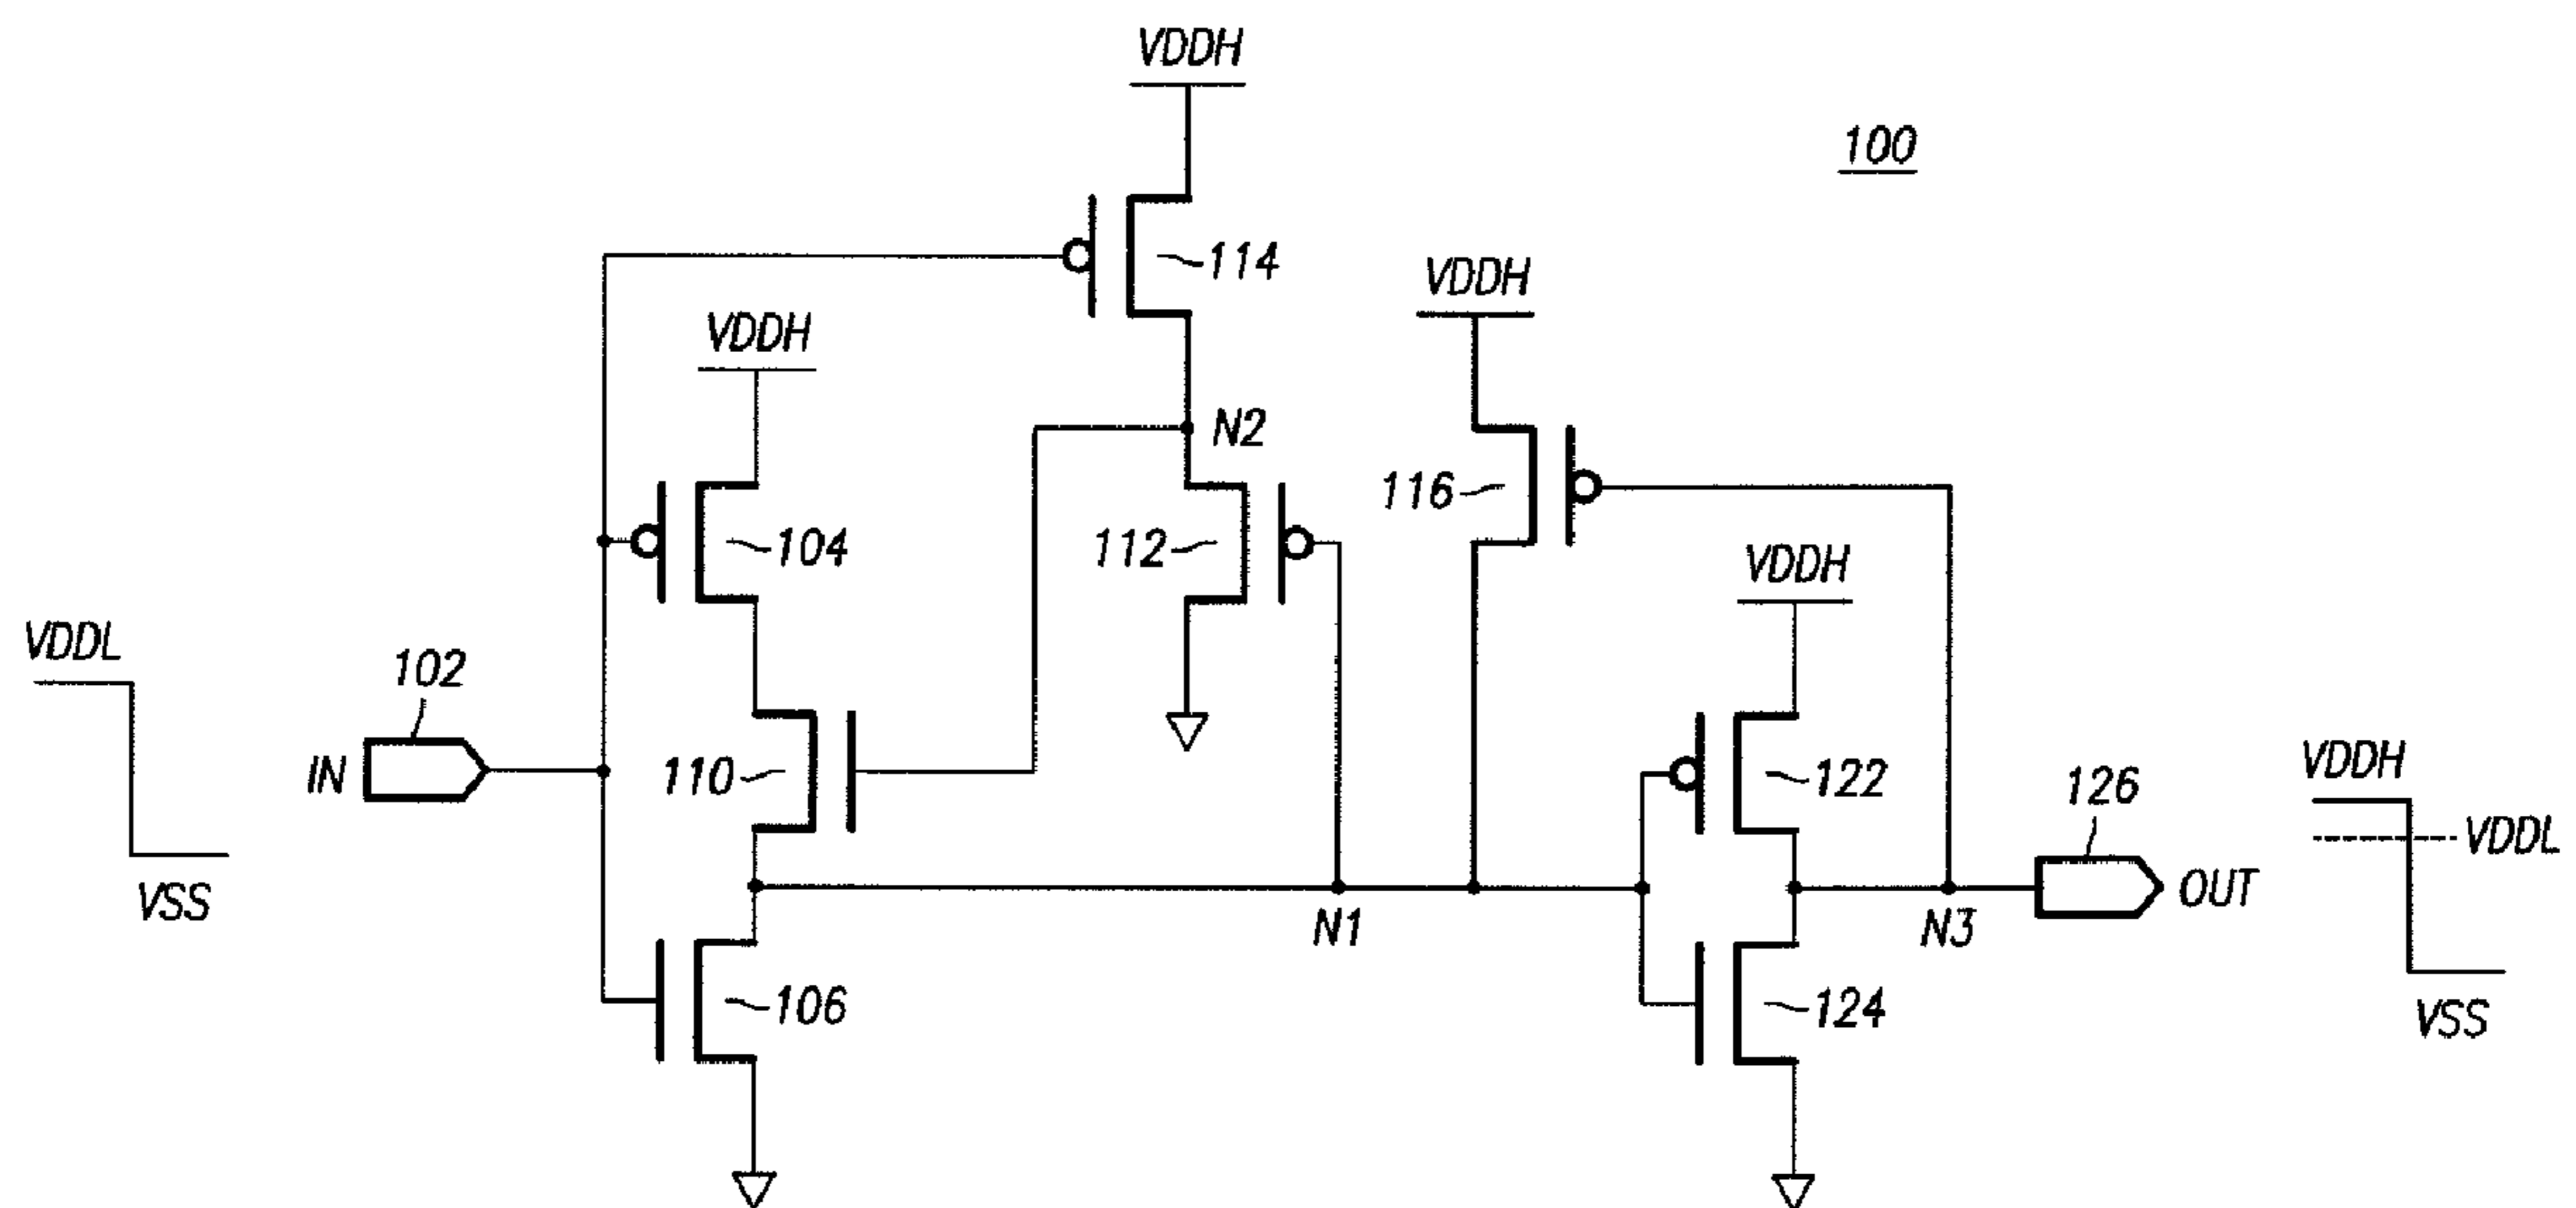 VDDH
100
114
VDDH
VDDH
N2
116
104
112
VDDH
VDDL
102
IN
110
122
126
VDDH
VDDL
VSS
N1
N3
OUT
106
124
VSS